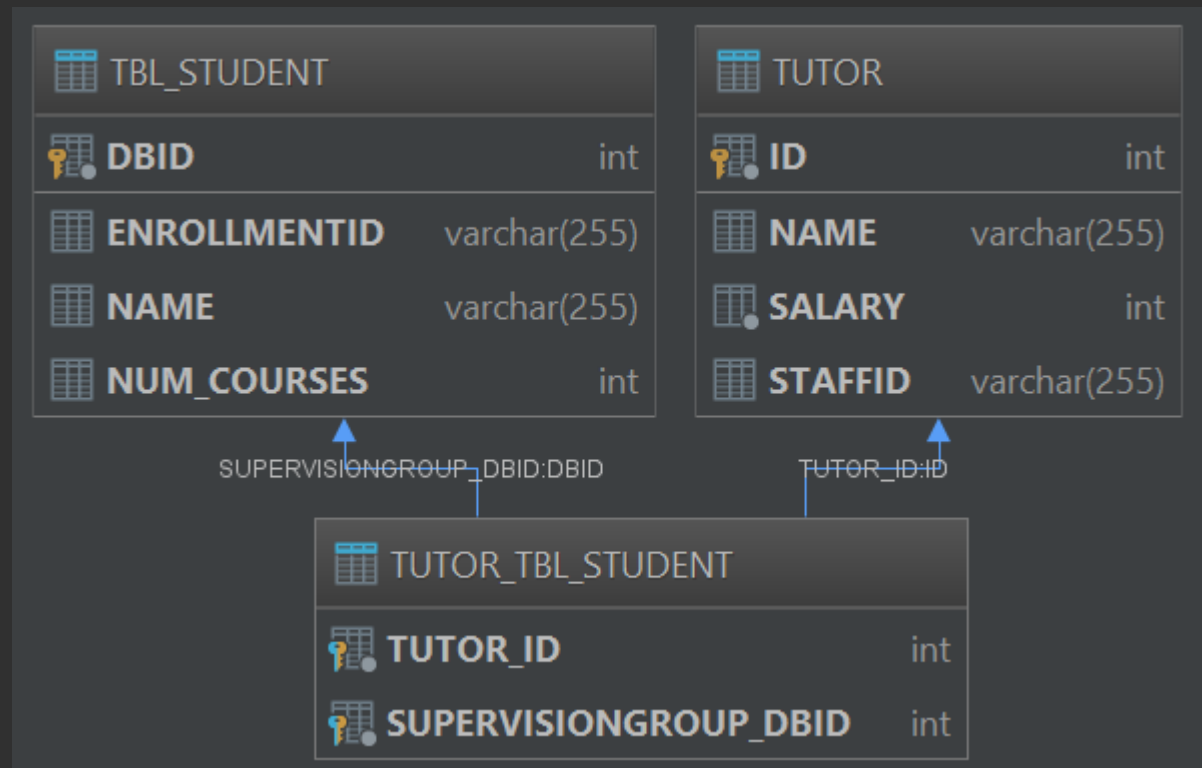 TBL_STUDENT
DBID int
ENROLLMENTID varchar(255)
NAME varchar(255)
NUM_COURSES int
TUTOR
ID int
NAME varchar(255)
SALARY int
STAFFID varchar(255)
SUPERVISIONGROUP_DBID:DBID
TUTOR_ID:ID
TUTOR_TBL_STUDENT
TUTOR_ID int
SUPERVISIONGROUP_DBID int